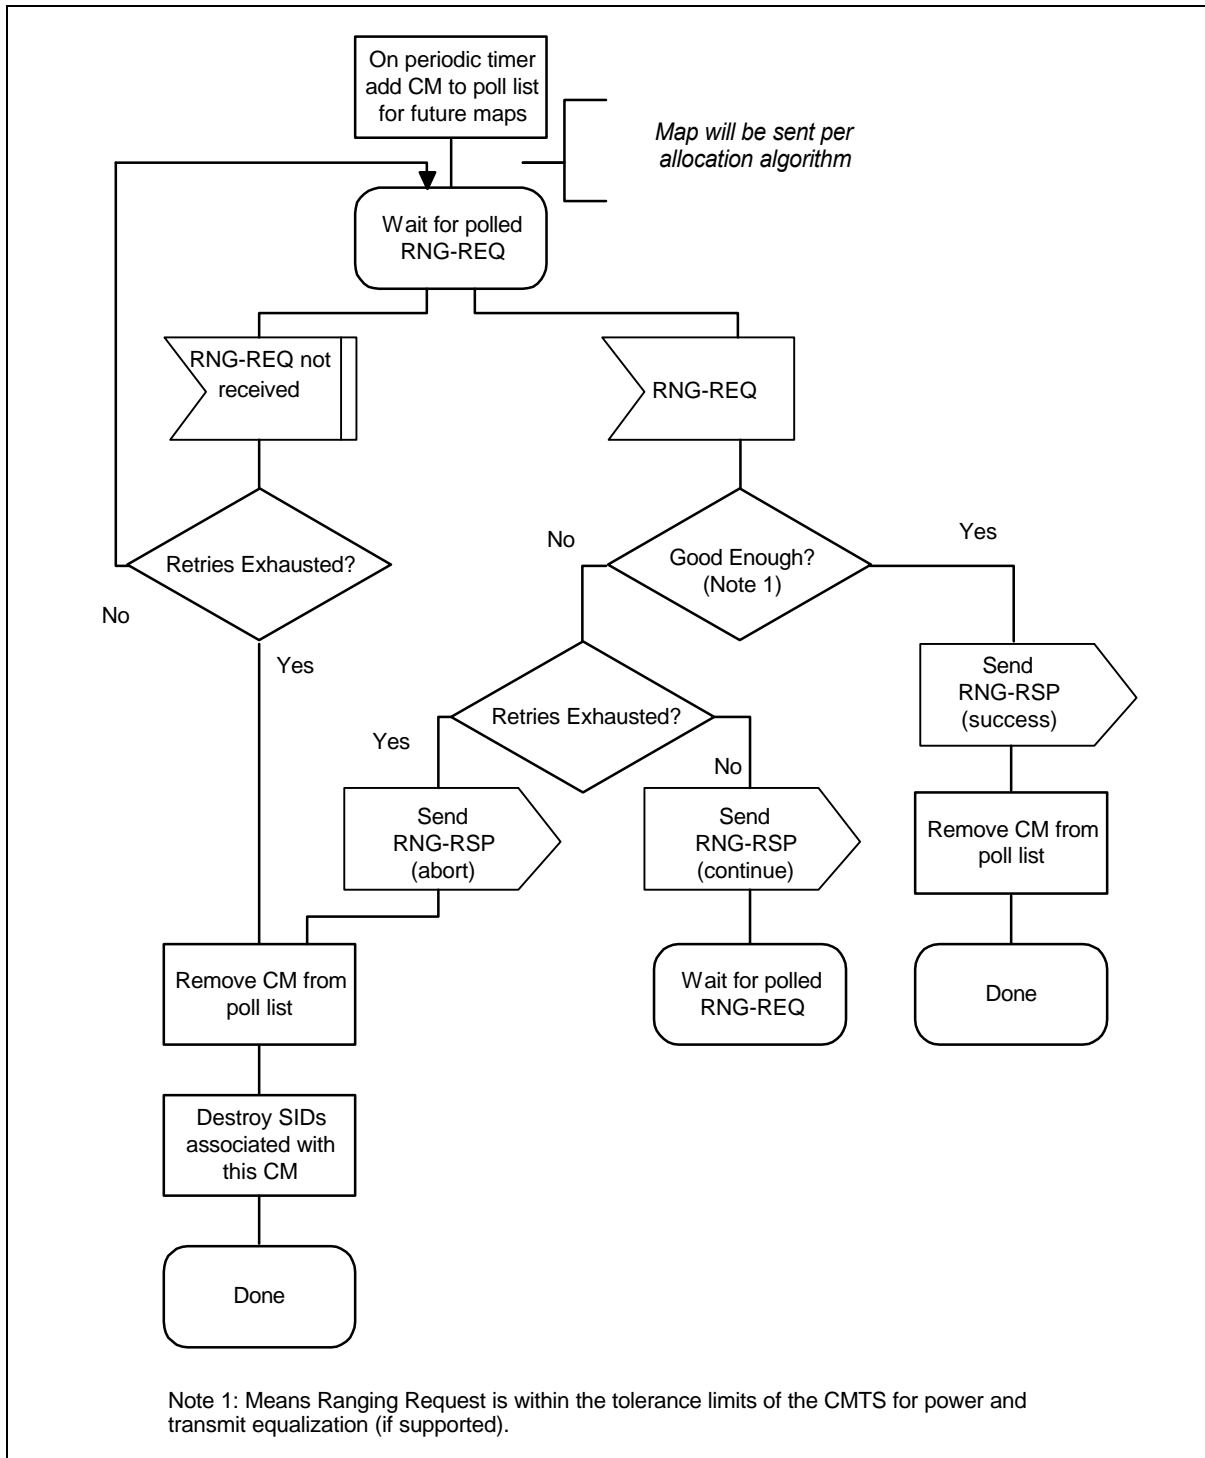 On periodic timer
add CM to poll list
for future maps
Map will be sent per
allocation algorithm
Wait for polled
RNG-REQ
RNG-REQ not
received
RNG-REQ
Retries Exhausted?
No
Yes
Good Enough?
(Note 1)
No
Yes
Retries Exhausted?
Yes
No
Send
RNG-RSP
(success)
Send
RNG-RSP
(abort)
Send
RNG-RSP
(continue)
Remove CM from
poll list
Remove CM from
poll list
Wait for polled
RNG-REQ
Done
Destroy SIDs
associated with
this CM
Done
Note 1: Means Ranging Request is within the tolerance limits of the CMTS for power and
transmit equalization (if supported).